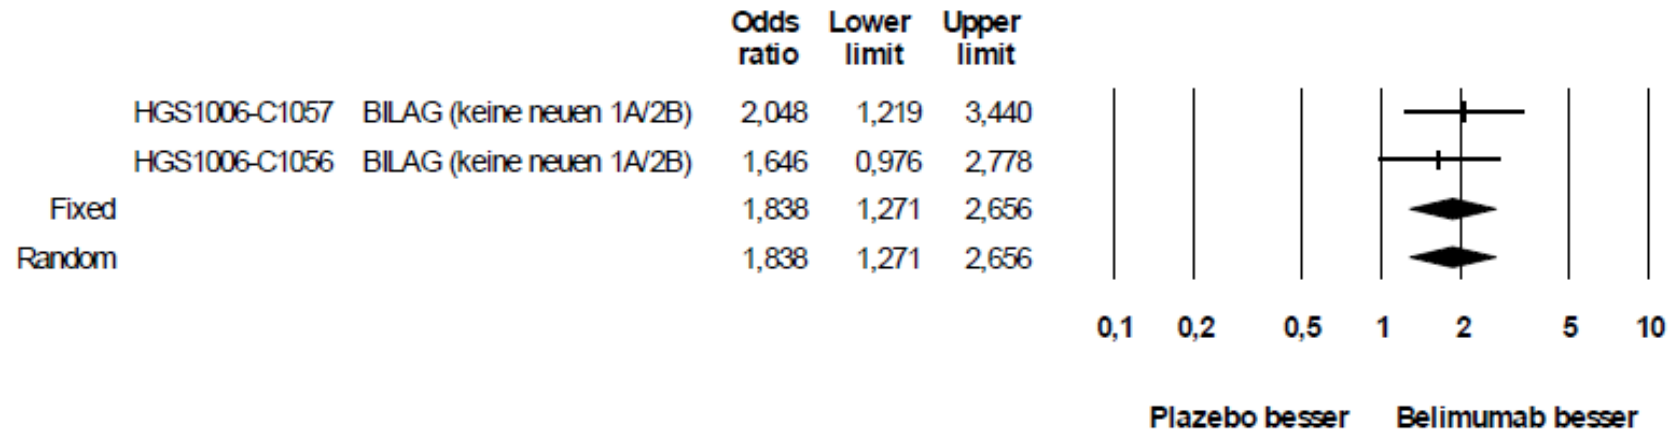 Odds Lower Upper
ratio limit limit
HGS1006-C1057 BILAG (keine neuen 1A/2B) 2,048 1,219 3,440
HGS1006-C1056 BILAG (keine neuen 1A/2B) 1,646 0,976 2,778
Fixed 1,838 1,271 2,656
Random 1,838 1,271 2,656
0,1 0,2 0,5 1 2 5 10
Plazebo besser Belimumab besser